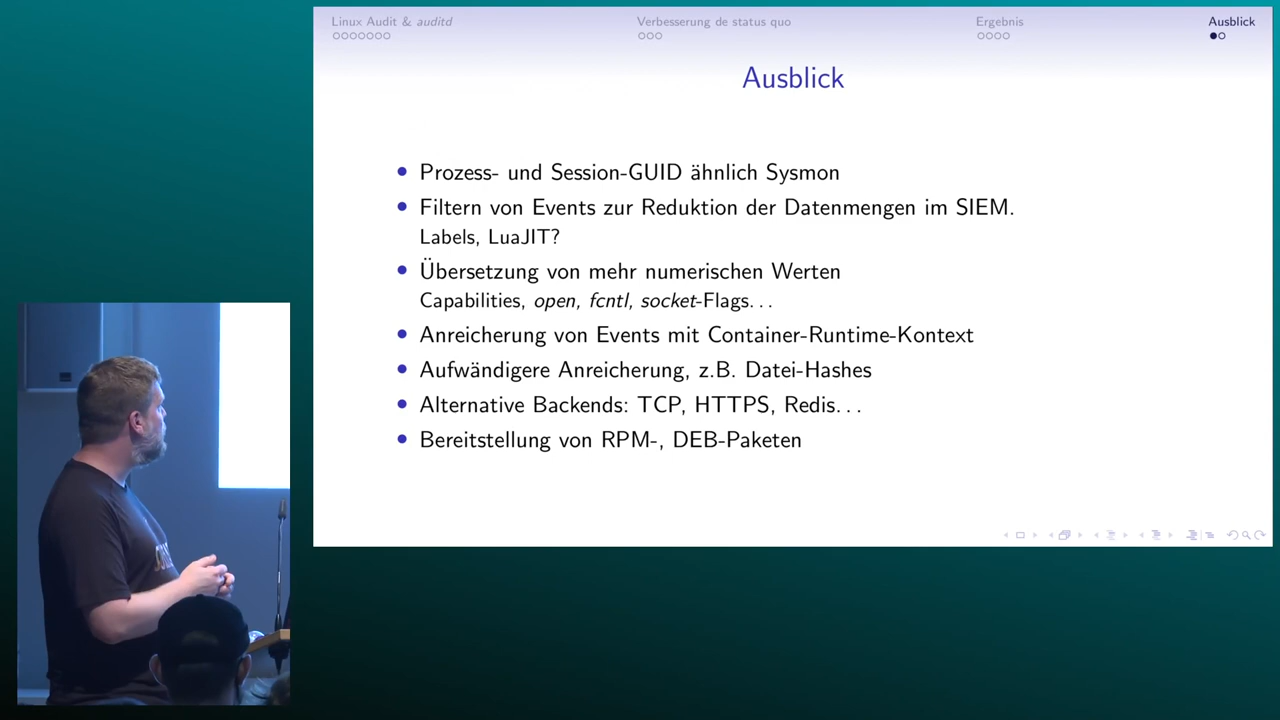 Linux Audit & auditd
Verbesserung de status quo
Ergebnis
Ausblick
Ausblick
• Prozess- und Session-GUID ähnlich Sysmon
• Filtern von Events zur Reduktion der Datenmengen im SIEM.
Labels, LuaJIT?
• Übersetzung von mehr numerischen Werten
Capabilities, open, fcntl, socket-Flags...
• Anreicherung von Events mit Container-Runtime-Kontext
• Aufwändigere Anreicherung, z.B. Datei-Hashes
• Alternative Backends: TCP, HTTPS, Redis...
• Bereitstellung von RPM-, DEB-Paketen